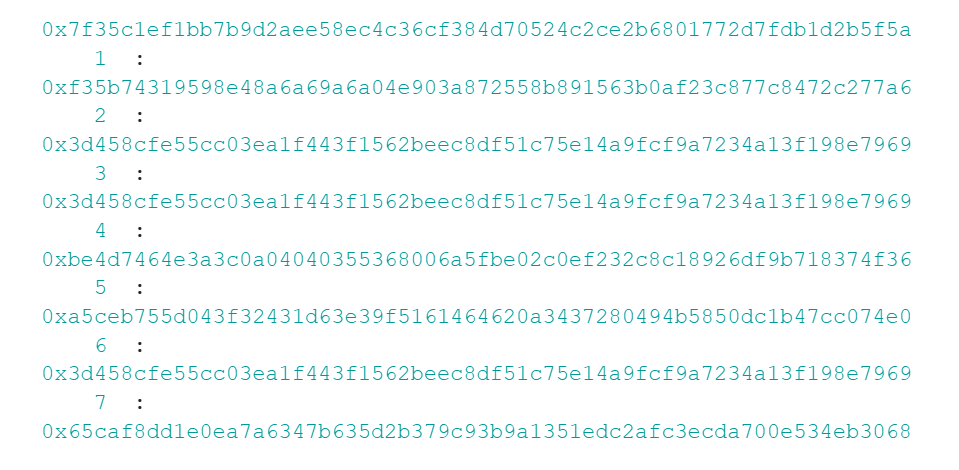 0x7f35c1ef1bb7b9d2aee58ec4c36cf384d70524c2ce2b6801772d7fdb1d2b5f5a
1 :
0xf35b74319598e48a6a69a6a04e903a872558b891563b0af23c877c8472c277a6
2 :
0x3d458cfe55cc03ea1f443f1562beec8df51c75e14a9fcf9a7234a13f198e7969
3 :
0x3d458cfe55cc03ea1f443f1562beec8df51c75e14a9fcf9a7234a13f198e7969
4 :
0xbe4d7464e3a3c0a04040355368006a5fbe02c0ef232c8c18926df9b718374f36
5 :
0xa5ceb755d043f32431d63e39f5161464620a3437280494b5850dc1b47cc074e0
6 :
0x3d458cfe55cc03ea1f443f1562beec8df51c75e14a9fcf9a7234a13f198e7969
7 :
0x65caf8dd1e0ea7a6347b635d2b379c93b9a1351edc2afc3ecda700e534eb3068